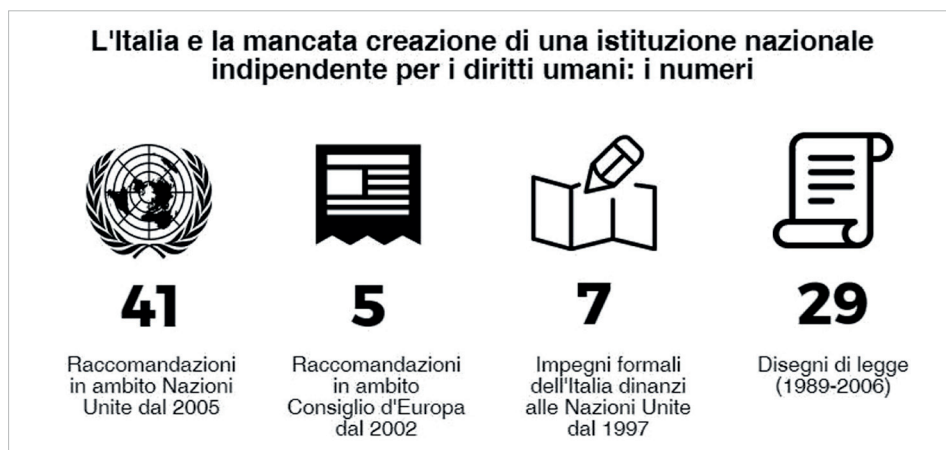 L'Italia e la mancata creazione di una istituzione nazionale
indipendente per i diritti umani: i numeri
41
Raccomandazioni
in ambito Nazioni
Unite dal 2005
5
Raccomandazioni
in ambito
Consiglio d'Europa
dal 2002
7
Impegni formali
dell'Italia dinanzi
alle Nazioni Unite
dal 1997
29
Disegni di legge
(1989-2006)